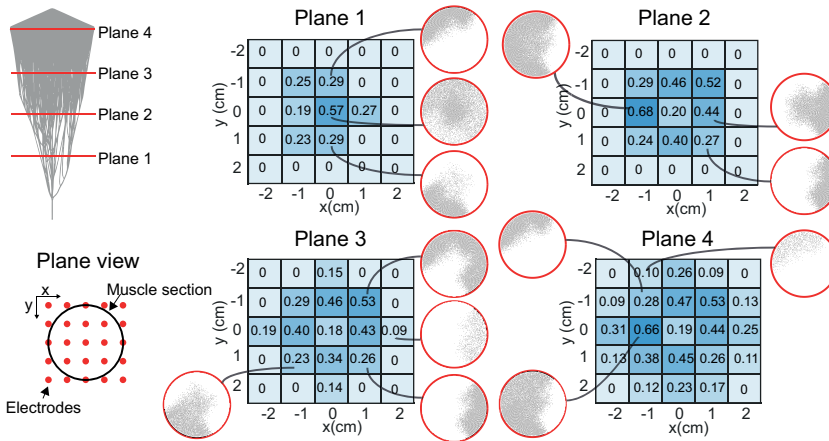 Plane 4
Plane 3
Plane 2
Plane 1
Plane view
x
y
Muscle section
Electrodes
Plane 1
y (cm)
-2 0 0 0 0 0
-1 0 0.25 0.29 0 0
0 0 0.19 0.57 0.27 0
1 0 0.23 0.29 0 0
2 0 0 0 0 0
-2 -1 0 1 2
x(cm)
Plane 2
y (cm)
-2 0 0 0 0 0
-1 0 0.29 0.46 0.52 0
0 0 0.68 0.20 0.44 0
1 0 0.24 0.40 0.27 0
2 0 0 0 0 0
-2 -1 0 1 2
x(cm)
Plane 3
y (cm)
-2 0 0 0.15 0 0
-1 0 0.29 0.46 0.53 0
0 0.19 0.40 0.18 0.43 0.09
1 0 0.23 0.34 0.26 0
2 0 0 0.14 0 0
-2 -1 0 1 2
x(cm)
Plane 4
y (cm)
-2 0 0.10 0.26 0.09 0
-1 0.09 0.28 0.47 0.53 0.13
0 0.31 0.66 0.19 0.44 0.25
1 0.13 0.38 0.45 0.26 0.11
2 0 0.12 0.23 0.17 0
-2 -1 0 1 2
x(cm)